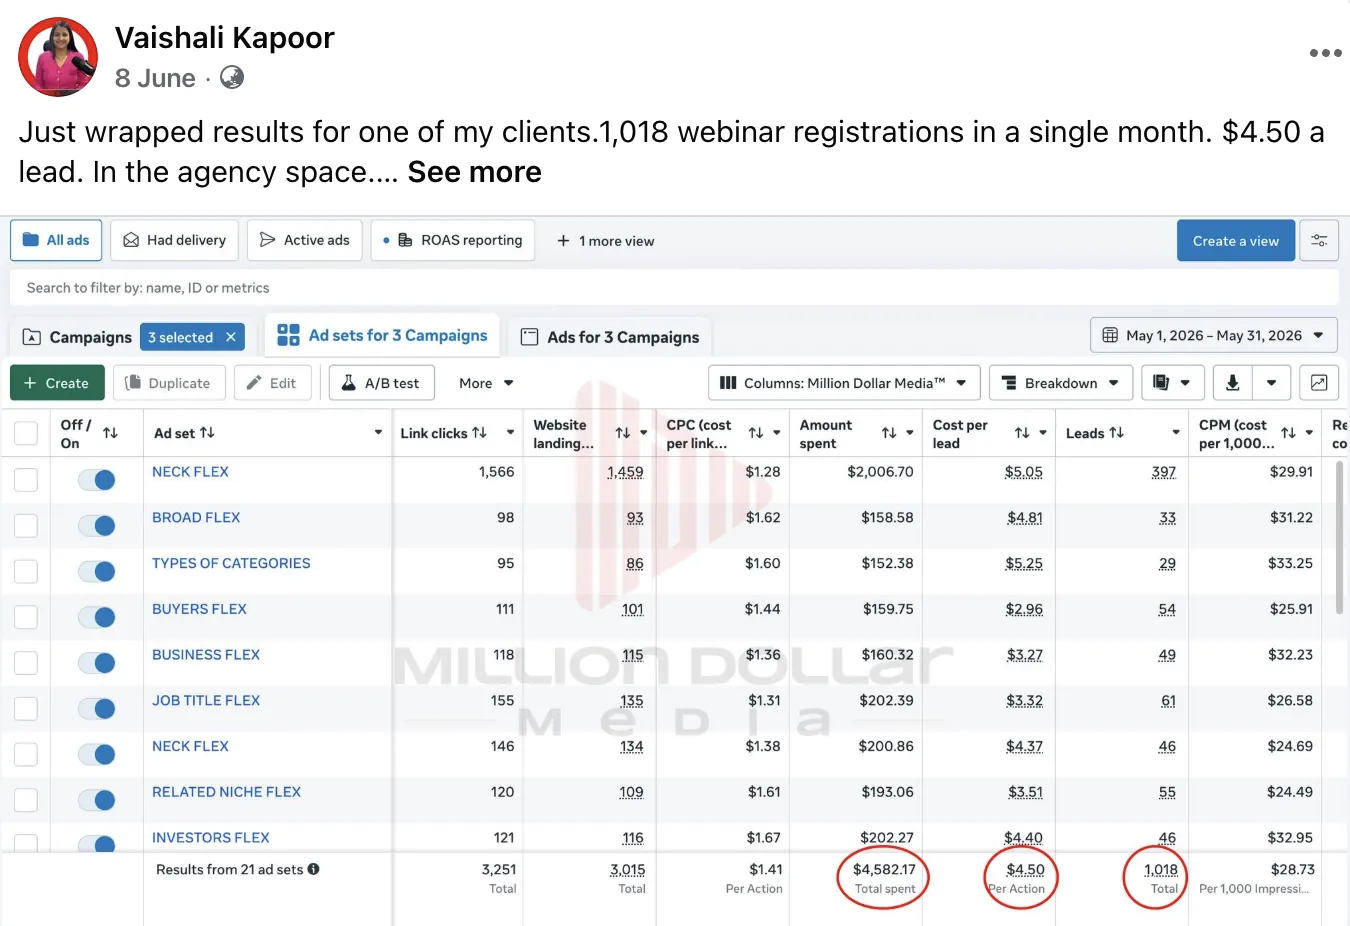 Vaishali Kapoor
8 June ·
Just wrapped results for one of my clients.1,018 webinar registrations in a single month. $4.50 a
lead. In the agency space.... See more
All ads Had delivery Active ads ROAS reporting + 1 more view Create a view
Search to filter by: name, ID or metrics
Campaigns 3 selected × Ad sets for 3 Campaigns Ads for 3 Campaigns May 1, 2026 – May 31, 2026
+ Create Duplicate Edit A/B test More Columns: Million Dollar Media™ Breakdown
Off / On Ad set Link clicks Website landing... CPC (cost per link... Amount spent Cost per lead Leads CPM (cost per 1,000... Re co
NECK FLEX 1,566 1,459 $1.28 $2,006.70 $5.05 397 $29.91
BROAD FLEX 98 93 $1.62 $158.58 $4.81 33 $31.22
TYPES OF CATEGORIES 95 86 $1.60 $152.38 $5.25 29 $33.25
BUYERS FLEX 111 101 $1.44 $159.75 $2.96 54 $25.91
BUSINESS FLEX 118 115 $1.36 $160.32 $3.27 49 $32.23
MILLION DOLLAR
JOB TITLE FLEX 155 135 $1.31 $202.39 $3.32 61 $26.58
MeDIa
NECK FLEX 146 134 $1.38 $200.86 $4.37 46 $24.69
RELATED NICHE FLEX 120 109 $1.61 $193.06 $3.51 55 $24.49
INVESTORS FLEX 121 116 $1.67 $202.27 $4.40 46 $32.95
Results from 21 ad sets 3,251 3,015 $1.41 $4,582.17 $4.50 1,018 $28.73
Total Total Per Action Total spent Per Action Total Per 1,000 Impressi...